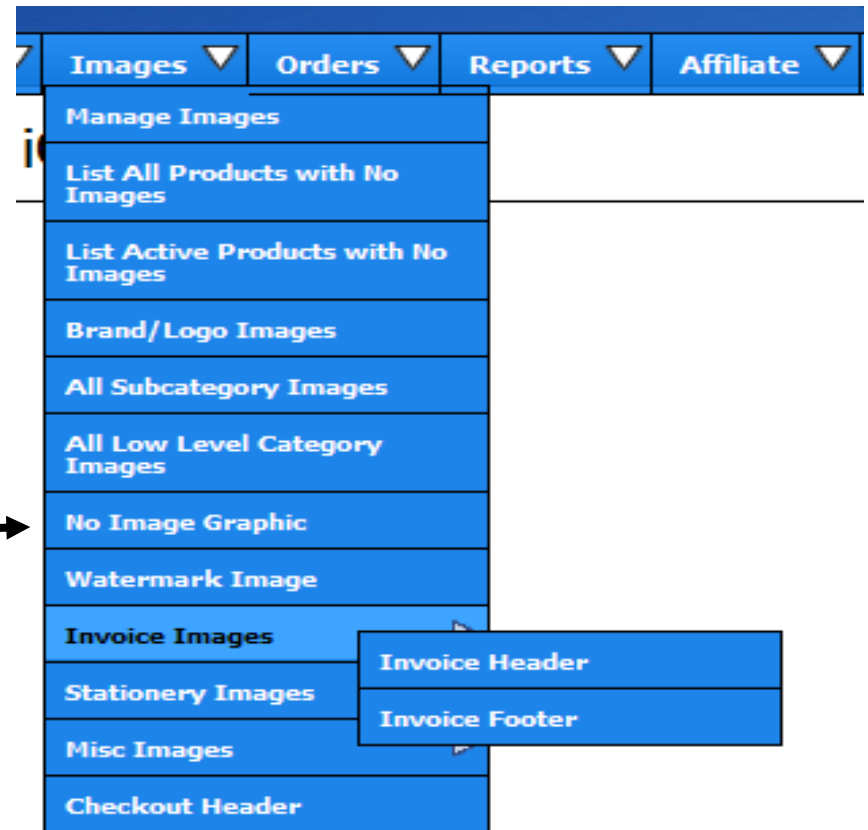 Images Orders Reports Affiliate
Manage Images
List All Products with No
Images
List Active Products with No
Images
Brand/Logo Images
All Subcategory Images
All Low Level Category
Images
No Image Graphic
Watermark Image
Invoice Images
Invoice Header
Stationery Images
Invoice Footer
Misc Images
Checkout Header